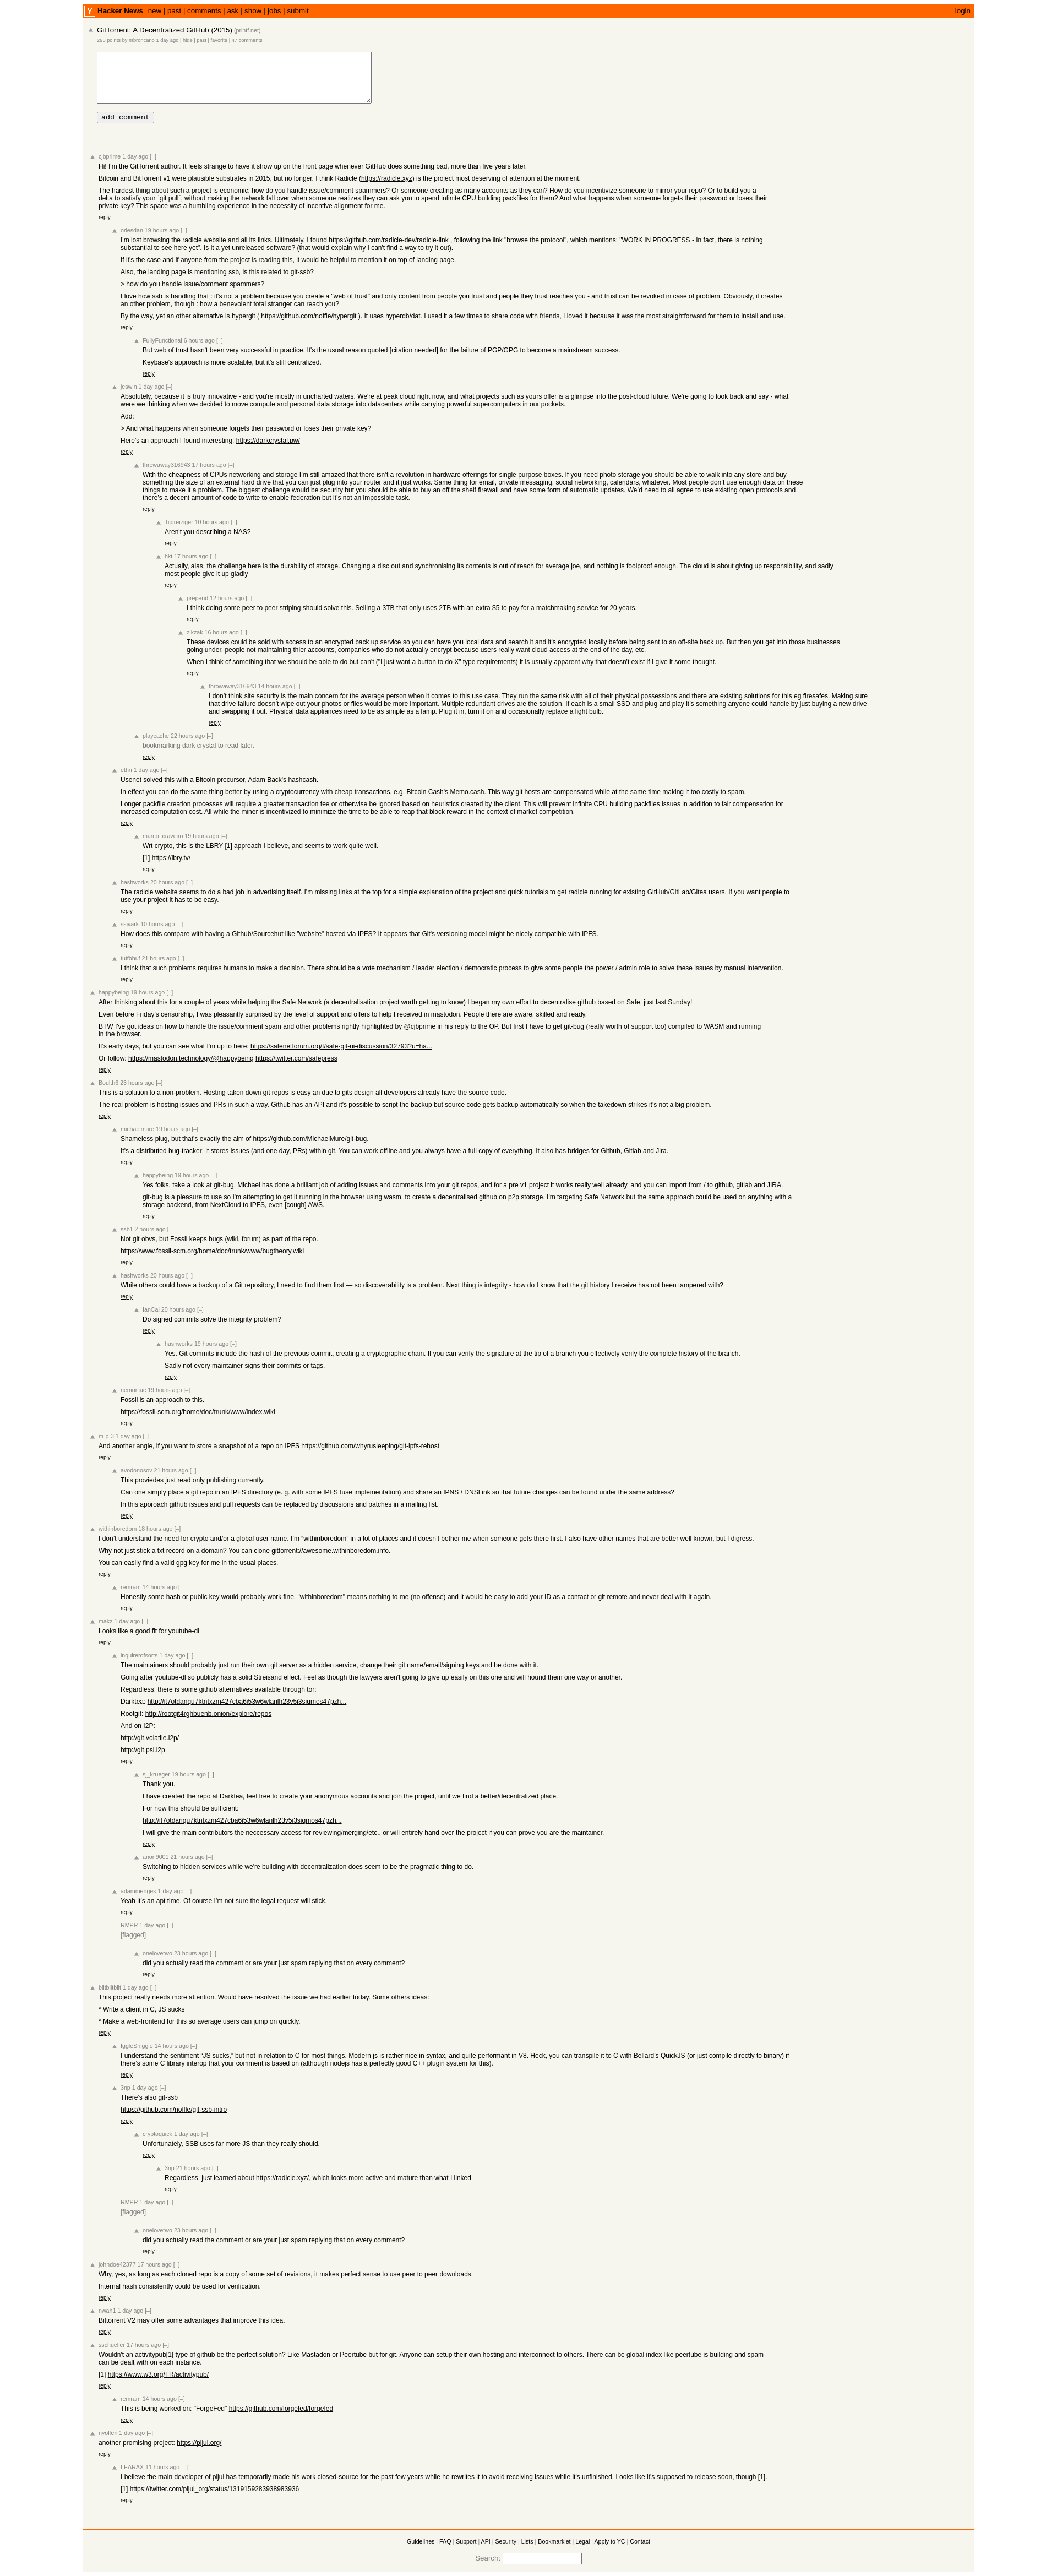 Y Hacker News new | past | comments | ask | show | jobs | submit login
GitTorrent: A Decentralized GitHub (2015) (printf.net)
295 points by mbroncano 1 day ago | hide | past | favorite | 47 comments
add comment
cjbprime 1 day ago [–]
Hi! I'm the GitTorrent author. It feels strange to have it show up on the front page whenever GitHub does something bad, more than five years later.
Bitcoin and BitTorrent v1 were plausible substrates in 2015, but no longer. I think Radicle (https://radicle.xyz) is the project most deserving of attention at the moment.
The hardest thing about such a project is economic: how do you handle issue/comment spammers? Or someone creating as many accounts as they can? How do you incentivize someone to mirror your repo? Or to build you a
delta to satisfy your `git pull`, without making the network fall over when someone realizes they can ask you to spend infinite CPU building packfiles for them? And what happens when someone forgets their password or loses their
private key? This space was a humbling experience in the necessity of incentive alignment for me.
reply
oriesdan 19 hours ago [–]
I'm lost browsing the radicle website and all its links. Ultimately, I found https://github.com/radicle-dev/radicle-link , following the link "browse the protocol", which mentions: "WORK IN PROGRESS - In fact, there is nothing
substantial to see here yet". Is it a yet unreleased software? (that would explain why I can't find a way to try it out).
If it's the case and if anyone from the project is reading this, it would be helpful to mention it on top of landing page.
Also, the landing page is mentioning ssb, is this related to git-ssb?
> how do you handle issue/comment spammers?
I love how ssb is handling that : it's not a problem because you create a "web of trust" and only content from people you trust and people they trust reaches you - and trust can be revoked in case of problem. Obviously, it creates
an other problem, though : how a benevolent total stranger can reach you?
By the way, yet an other alternative is hypergit ( https://github.com/noffle/hypergit ). It uses hyperdb/dat. I used it a few times to share code with friends, I loved it because it was the most straightforward for them to install and use.
reply
FullyFunctional 6 hours ago [–]
But web of trust hasn't been very successful in practice. It's the usual reason quoted [citation needed] for the failure of PGP/GPG to become a mainstream success.
Keybase's approach is more scalable, but it's still centralized.
reply
jeswin 1 day ago [–]
Absolutely, because it is truly innovative - and you're mostly in uncharted waters. We're at peak cloud right now, and what projects such as yours offer is a glimpse into the post-cloud future. We're going to look back and say - what
were we thinking when we decided to move compute and personal data storage into datacenters while carrying powerful supercomputers in our pockets.
Add:
> And what happens when someone forgets their password or loses their private key?
Here's an approach I found interesting: https://darkcrystal.pw/
reply
throwaway316943 17 hours ago [–]
With the cheapness of CPUs networking and storage I'm still amazed that there isn't a revolution in hardware offerings for single purpose boxes. If you need photo storage you should be able to walk into any store and buy
something the size of an external hard drive that you can just plug into your router and it just works. Same thing for email, private messaging, social networking, calendars, whatever. Most people don't use enough data on these
things to make it a problem. The biggest challenge would be security but you should be able to buy an off the shelf firewall and have some form of automatic updates. We'd need to all agree to use existing open protocols and
there's a decent amount of code to write to enable federation but it's not an impossible task.
reply
Tijdreiziger 10 hours ago [–]
Aren't you describing a NAS?
reply
hkt 17 hours ago [–]
Actually, alas, the challenge here is the durability of storage. Changing a disc out and synchronising its contents is out of reach for average joe, and nothing is foolproof enough. The cloud is about giving up responsibility, and sadly
most people give it up gladly
reply
prepend 12 hours ago [–]
I think doing some peer to peer striping should solve this. Selling a 3TB that only uses 2TB with an extra $5 to pay for a matchmaking service for 20 years.
reply
zikzak 16 hours ago [–]
These devices could be sold with access to an encrypted back up service so you can have you local data and search it and it's encrypted locally before being sent to an off-site back up. But then you get into those businesses
going under, people not maintaining thier accounts, companies who do not actually encrypt because users really want cloud access at the end of the day, etc.
When I think of something that we should be able to do but can't ("I just want a button to do X" type requirements) it is usually apparent why that doesn't exist if I give it some thought.
reply
throwaway316943 14 hours ago [–]
I don't think site security is the main concern for the average person when it comes to this use case. They run the same risk with all of their physical possessions and there are existing solutions for this eg firesafes. Making sure
that drive failure doesn't wipe out your photos or files would be more important. Multiple redundant drives are the solution. If each is a small SSD and plug and play it's something anyone could handle by just buying a new drive
and swapping it out. Physical data appliances need to be as simple as a lamp. Plug it in, turn it on and occasionally replace a light bulb.
reply
playcache 22 hours ago [–]
bookmarking dark crystal to read later.
reply
ethn 1 day ago [–]
Usenet solved this with a Bitcoin precursor, Adam Back's hashcash.
In effect you can do the same thing better by using a cryptocurrency with cheap transactions, e.g. Bitcoin Cash's Memo.cash. This way git hosts are compensated while at the same time making it too costly to spam.
Longer packfile creation processes will require a greater transaction fee or otherwise be ignored based on heuristics created by the client. This will prevent infinite CPU building packfiles issues in addition to fair compensation for
increased computation cost. All while the miner is incentivized to minimize the time to be able to reap that block reward in the context of market competition.
reply
marco_craveiro 19 hours ago [–]
Wrt crypto, this is the LBRY [1] approach I believe, and seems to work quite well.
[1] https://lbry.tv/
reply
hashworks 20 hours ago [–]
The radicle website seems to do a bad job in advertising itself. I'm missing links at the top for a simple explanation of the project and quick tutorials to get radicle running for existing GitHub/GitLab/Gitea users. If you want people to
use your project it has to be easy.
reply
ssivark 10 hours ago [–]
How does this compare with having a Github/Sourcehut like "website" hosted via IPFS? It appears that Git's versioning model might be nicely compatible with IPFS.
reply
tutfbhuf 21 hours ago [–]
I think that such problems requires humans to make a decision. There should be a vote mechanism / leader election / democratic process to give some people the power / admin role to solve these issues by manual intervention.
reply
happybeing 19 hours ago [–]
After thinking about this for a couple of years while helping the Safe Network (a decentralisation project worth getting to know) I began my own effort to decentralise github based on Safe, just last Sunday!
Even before Friday's censorship, I was pleasantly surprised by the level of support and offers to help I received in mastodon. People there are aware, skilled and ready.
BTW I've got ideas on how to handle the issue/comment spam and other problems rightly highlighted by @cjtbprime in his reply to the OP. But first I have to get git-bug (really worth of support too) compiled to WASM and running
in the browser.
It's early days, but you can see what I'm up to here: https://safenetforum.org/t/safe-git-ui-discussion/32793?u=ha...
Or follow: https://mastodon.technology/@happybeing https://twitter.com/safepress
reply
Boulth6 23 hours ago [–]
This is a solution to a non-problem. Hosting taken down git repos is easy an due to gits design all developers already have the source code.
The real problem is hosting issues and PRs in such a way. Github has an API and it's possible to script the backup but source code gets backup automatically so when the takedown strikes it's not a big problem.
reply
michaelmure 19 hours ago [–]
Shameless plug, but that's exactly the aim of https://github.com/MichaelMure/git-bug.
It's a distributed bug-tracker: it stores issues (and one day, PRs) within git. You can work offline and you always have a full copy of everything. It also has bridges for Github, Gitlab and Jira.
reply
happybeing 19 hours ago [–]
Yes folks, take a look at git-bug, Michael has done a brilliant job of adding issues and comments into your git repos, and for a pre v1 project it works really well already, and you can import from / to github, gitlab and JIRA.
git-bug is a pleasure to use so I'm attempting to get it running in the browser using wasm, to create a decentralised github on p2p storage. I'm targeting Safe Network but the same approach could be used on anything with a
storage backend, from NextCloud to IPFS, even [cough] AWS.
reply
ssb1 2 hours ago [–]
Not git obvs, but Fossil keeps bugs (wiki, forum) as part of the repo.
https://www.fossil-scm.org/home/doc/trunk/www/bugtheory.wiki
reply
hashworks 20 hours ago [–]
While others could have a backup of a Git repository, I need to find them first — so discoverability is a problem. Next thing is integrity - how do I know that the git history I receive has not been tampered with?
reply
IanCal 20 hours ago [–]
Do signed commits solve the integrity problem?
reply
hashworks 19 hours ago [–]
Yes. Git commits include the hash of the previous commit, creating a cryptographic chain. If you can verify the signature at the tip of a branch you effectively verify the complete history of the branch.
Sadly not every maintainer signs their commits or tags.
reply
nemoniac 19 hours ago [–]
Fossil is an approach to this.
https://fossil-scm.org/home/doc/trunk/www/index.wiki
reply
m-p-3 1 day ago [–]
And another angle, if you want to store a snapshot of a repo on IPFS https://github.com/whyrusleeping/git-ipfs-rehost
reply
avodonosov 21 hours ago [–]
This proviedes just read only publishing currently.
Can one simply place a git repo in an IPFS directory (e. g. with some IPFS fuse implementation) and share an IPNS / DNSLink so that future changes can be found under the same address?
In this aporoach github issues and pull requests can be replaced by discussions and patches in a mailing list.
reply
withinboredom 18 hours ago [–]
I don't understand the need for crypto and/or a global user name. I'm "withinboredom" in a lot of places and it doesn't bother me when someone gets there first. I also have other names that are better well known, but I digress.
Why not just stick a txt record on a domain? You can clone gittorrent://awesome.withinboredom.info.
You can easily find a valid gpg key for me in the usual places.
reply
remram 14 hours ago [–]
Honestly some hash or public key would probably work fine. "withinboredom" means nothing to me (no offense) and it would be easy to add your ID as a contact or git remote and never deal with it again.
reply
makz 1 day ago [–]
Looks like a good fit for youtube-dl
reply
inquirerofsorts 1 day ago [–]
The maintainers should probably just run their own git server as a hidden service, change their git name/email/signing keys and be done with it.
Going after youtube-dl so publicly has a solid Streisand effect. Feel as though the lawyers aren't going to give up easily on this one and will hound them one way or another.
Regardless, there is some github alternatives available through tor:
Darktea: http://it7otdanqu7ktntxzm427cba6i53w6wlanlh23v5i3siqmos47pzh...
Rootgit: http://rootgit4rghbuenb.onion/explore/repos
And on I2P:
http://git.volatile.i2p/
http://git.psi.i2p
reply
sj_krueger 19 hours ago [–]
Thank you.
I have created the repo at Darktea, feel free to create your anonymous accounts and join the project, until we find a better/decentralized place.
For now this should be sufficient:
http://it7otdanqu7ktntxzm427cba6i53w6wlanlh23v5i3siqmos47pzh...
I will give the main contributors the neccessary access for reviewing/merging/etc.. or will entirely hand over the project if you can prove you are the maintainer.
reply
anon9001 21 hours ago [–]
Switching to hidden services while we're building with decentralization does seem to be the pragmatic thing to do.
reply
adammenges 1 day ago [–]
Yeah it's an apt time. Of course I'm not sure the legal request will stick.
reply
RMPR 1 day ago [–]
[flagged]
onelovetwo 23 hours ago [–]
did you actually read the comment or are your just spam replying that on every comment?
reply
blitblitblit 1 day ago [–]
This project really needs more attention. Would have resolved the issue we had earlier today. Some others ideas:
* Write a client in C, JS sucks
* Make a web-frontend for this so average users can jump on quickly.
reply
IggleSniggle 14 hours ago [–]
I understand the sentiment "JS sucks," but not in relation to C for most things. Modern js is rather nice in syntax, and quite performant in V8. Heck, you can transpile it to C with Bellard's QuickJS (or just compile directly to binary) if
there's some C library interop that your comment is based on (although nodejs has a perfectly good C++ plugin system for this).
reply
3np 1 day ago [–]
There's also git-ssb
https://github.com/noffle/git-ssb-intro
reply
cryptoquick 1 day ago [–]
Unfortunately, SSB uses far more JS than they really should.
reply
3np 21 hours ago [–]
Regardless, just learned about https://radicle.xyz/, which looks more active and mature than what I linked
reply
RMPR 1 day ago [–]
[flagged]
onelovetwo 23 hours ago [–]
did you actually read the comment or are your just spam replying that on every comment?
reply
johndoe42377 17 hours ago [–]
Why, yes, as long as each cloned repo is a copy of some set of revisions, it makes perfect sense to use peer to peer downloads.
Internal hash consistently could be used for verification.
reply
nwah1 1 day ago [–]
Bittorrent V2 may offer some advantages that improve this idea.
reply
sschueller 17 hours ago [–]
Wouldn't an activitypub[1] type of github be the perfect solution? Like Mastadon or Peertube but for git. Anyone can setup their own hosting and interconnect to others. There can be global index like peertube is building and spam
can be dealt with on each instance.
[1] https://www.w3.org/TR/activitypub/
reply
remram 14 hours ago [–]
This is being worked on: "ForgeFed" https://github.com/forgefed/forgefed
reply
nyolfen 1 day ago [–]
another promising project: https://pijul.org/
reply
LEARAX 11 hours ago [–]
I believe the main developer of pijul has temporarily made his work closed-source for the past few years while he rewrites it to avoid receiving issues while it's unfinished. Looks like it's supposed to release soon, though [1].
[1] https://twitter.com/pijul_org/status/1319159283938983936
reply
Guidelines | FAQ | Support | API | Security | Lists | Bookmarklet | Legal | Apply to YC | Contact
Search: